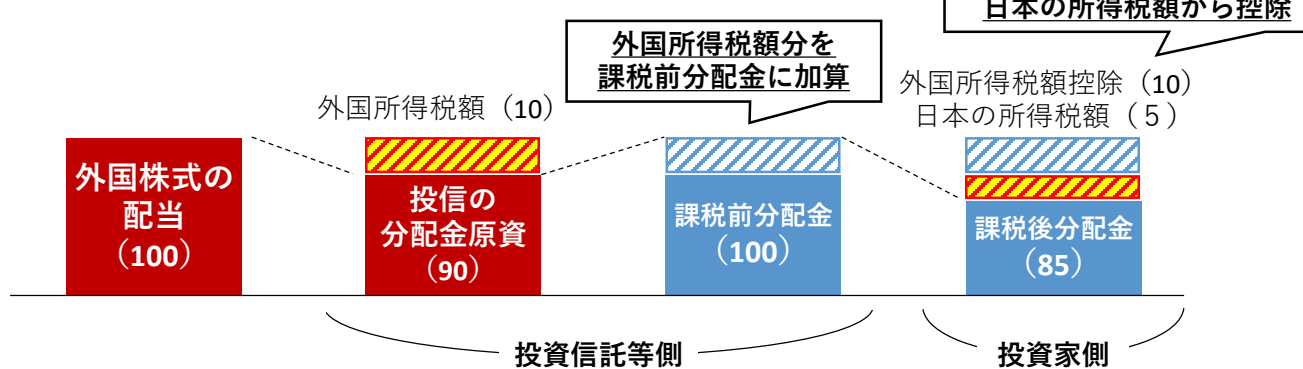 日本の所得税額から控除
外国所得税額分を
課税前分配金に加算
外国所得税額（10）
外国所得税額控除（10）
日本の所得税額（５）
外国株式の
配当
（100）
投信の
分配金原資
（90）
課税前分配金
（100）
課税後分配金
（85）
投資信託等側
投資家側